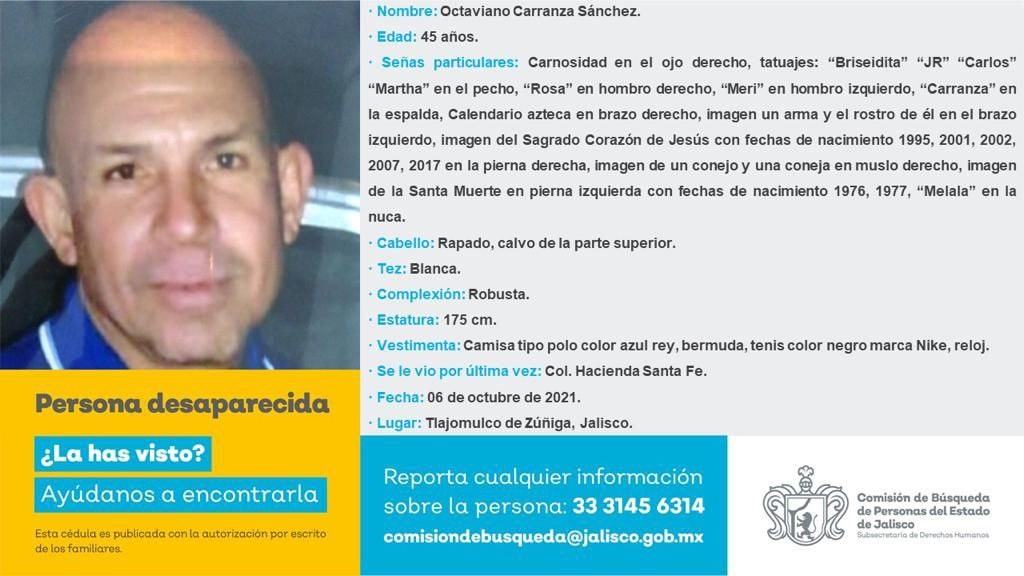 · Nombre: Octaviano Carranza Sánchez.
· Edad: 45 años.
· Señas particulares: Carnosidad en el ojo derecho, tatuajes: “Briseidita” “JR” “Carlos”
“Martha” en el pecho, “Rosa” en hombro derecho, “Meri” en hombro izquierdo, “Carranza” en
la espalda, Calendario azteca en brazo derecho, imagen un arma y el rostro de él en el brazo
izquierdo, imagen del Sagrado Corazón de Jesús con fechas de nacimiento 1995, 2001, 2002,
2007, 2017 en la pierna derecha, imagen de un conejo y una coneja en muslo derecho, imagen
de la Santa Muerte en pierna izquierda con fechas de nacimiento 1976, 1977, “Melala” en la
nuca.
· Cabello: Rapado, calvo de la parte superior.
· Tez: Blanca.
· Complexión: Robusta.
· Estatura: 175 cm.
· Vestimenta: Camisa tipo polo color azul rey, bermuda, tenis color negro marca Nike, reloj.
· Se le vio por última vez: Col. Hacienda Santa Fe.
· Fecha: 06 de octubre de 2021.
· Lugar: Tlajomulco de Zúñiga, Jalisco.
Persona desaparecida
¿La has visto?
Ayúdanos a encontrarla
Esta cédula es publicada con la autorización por escrito
de los familiares.
Reporta cualquier información
sobre la persona: 33 3145 6314
comisiondebusqueda@jalisco.gob.mx
Comisión de Búsqueda
de Personas del Estado
de Jalisco
Subsecretaría de Derechos Humanos